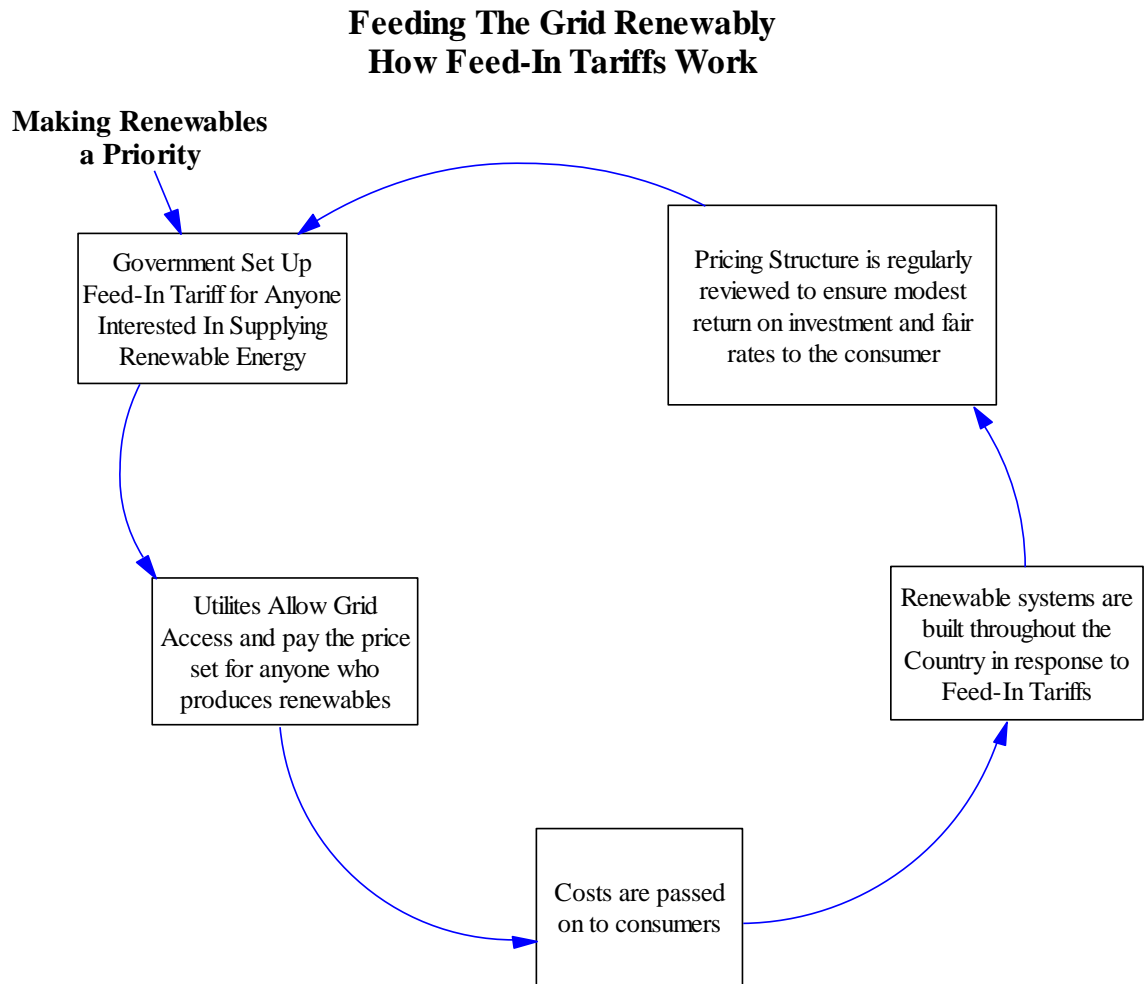 Feeding The Grid Renewably
How Feed-In Tariffs Work
Making Renewables
a Priority
Government Set Up
Feed-In Tariff for Anyone
Interested In Supplying
Renewable Energy
Utilites Allow Grid
Access and pay the price
set for anyone who
produces renewables
Costs are passed
on to consumers
Renewable systems are
built throughout the
Country in response to
Feed-In Tariffs
Pricing Structure is regularly
reviewed to ensure modest
return on investment and fair
rates to the consumer